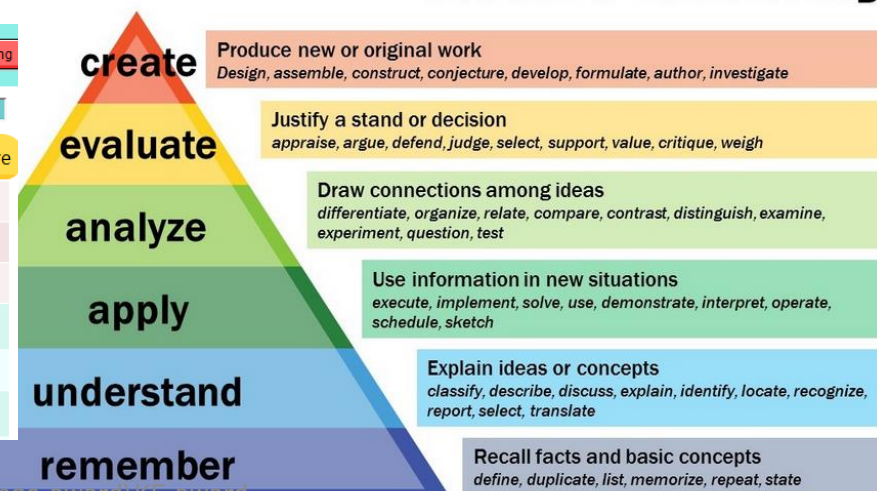 create
Produce new or original work
Design, assemble, construct, conjecture, develop, formulate, author, investigate
evaluate
Justify a stand or decision
appraise, argue, defend, judge, select, support, value, critique, weigh
analyze
Draw connections among ideas
differentiate, organize, relate, compare, contrast, distinguish, examine,
experiment, question, test
apply
Use information in new situations
execute, implement, solve, use, demonstrate, interpret, operate,
schedule, sketch
understand
Explain ideas or concepts
classify, describe, discuss, explain, identify, locate, recognize,
report, select, translate
remember
Recall facts and basic concepts
define, duplicate, list, memorize, repeat, state